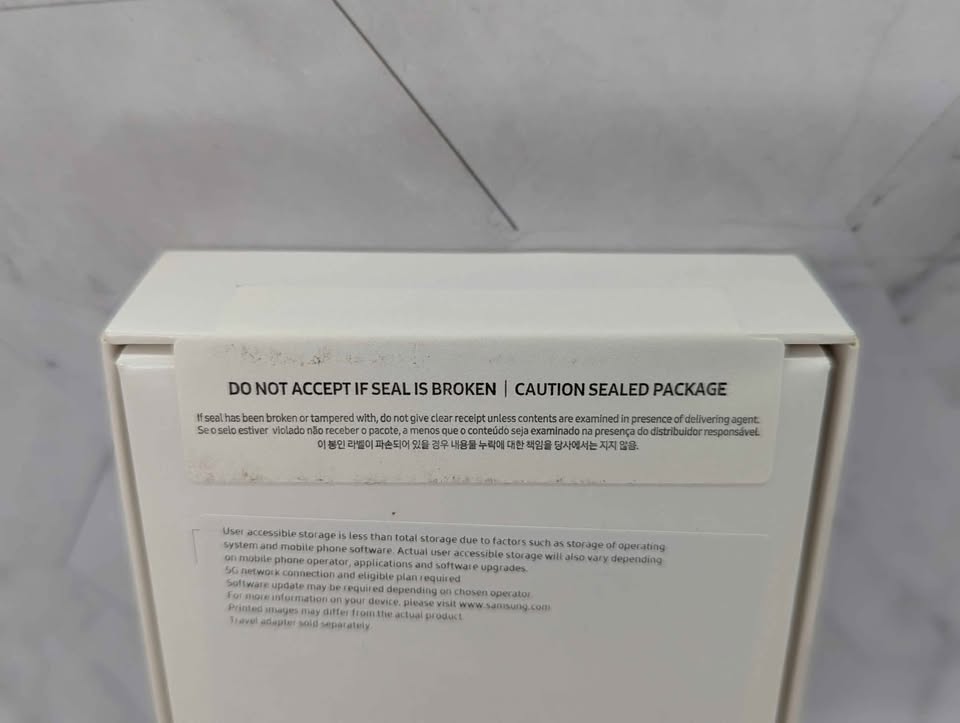 DO NOT ACCEPT IF SEAL IS BROKEN | CAUTION SEALED PACKAGE
If seal has been broken or tampered with, do not give clear receipt unless contents are examined in presence of delivering agent.
Se o selo estiver violado não receber o pacote, a menos que o conteúdo seja examinado na presença do distribuidor responsável.
이 봉인 라벨이 파손되어 있을 경우 내용물 누락에 대한 책임을 당사에서는 지지 않음.
User accessible storage is less than total storage due to factors such as storage of operating
system and mobile phone software. Actual user accessible storage will also vary depending
on mobile phone operator, applications and software upgrades.
5G network connection and eligible plan required
Software update may be required depending on chosen operator.
For more information on your device, please visit www.samsung.com
Printed images may differ from the actual product.
Travel adapter sold separately.